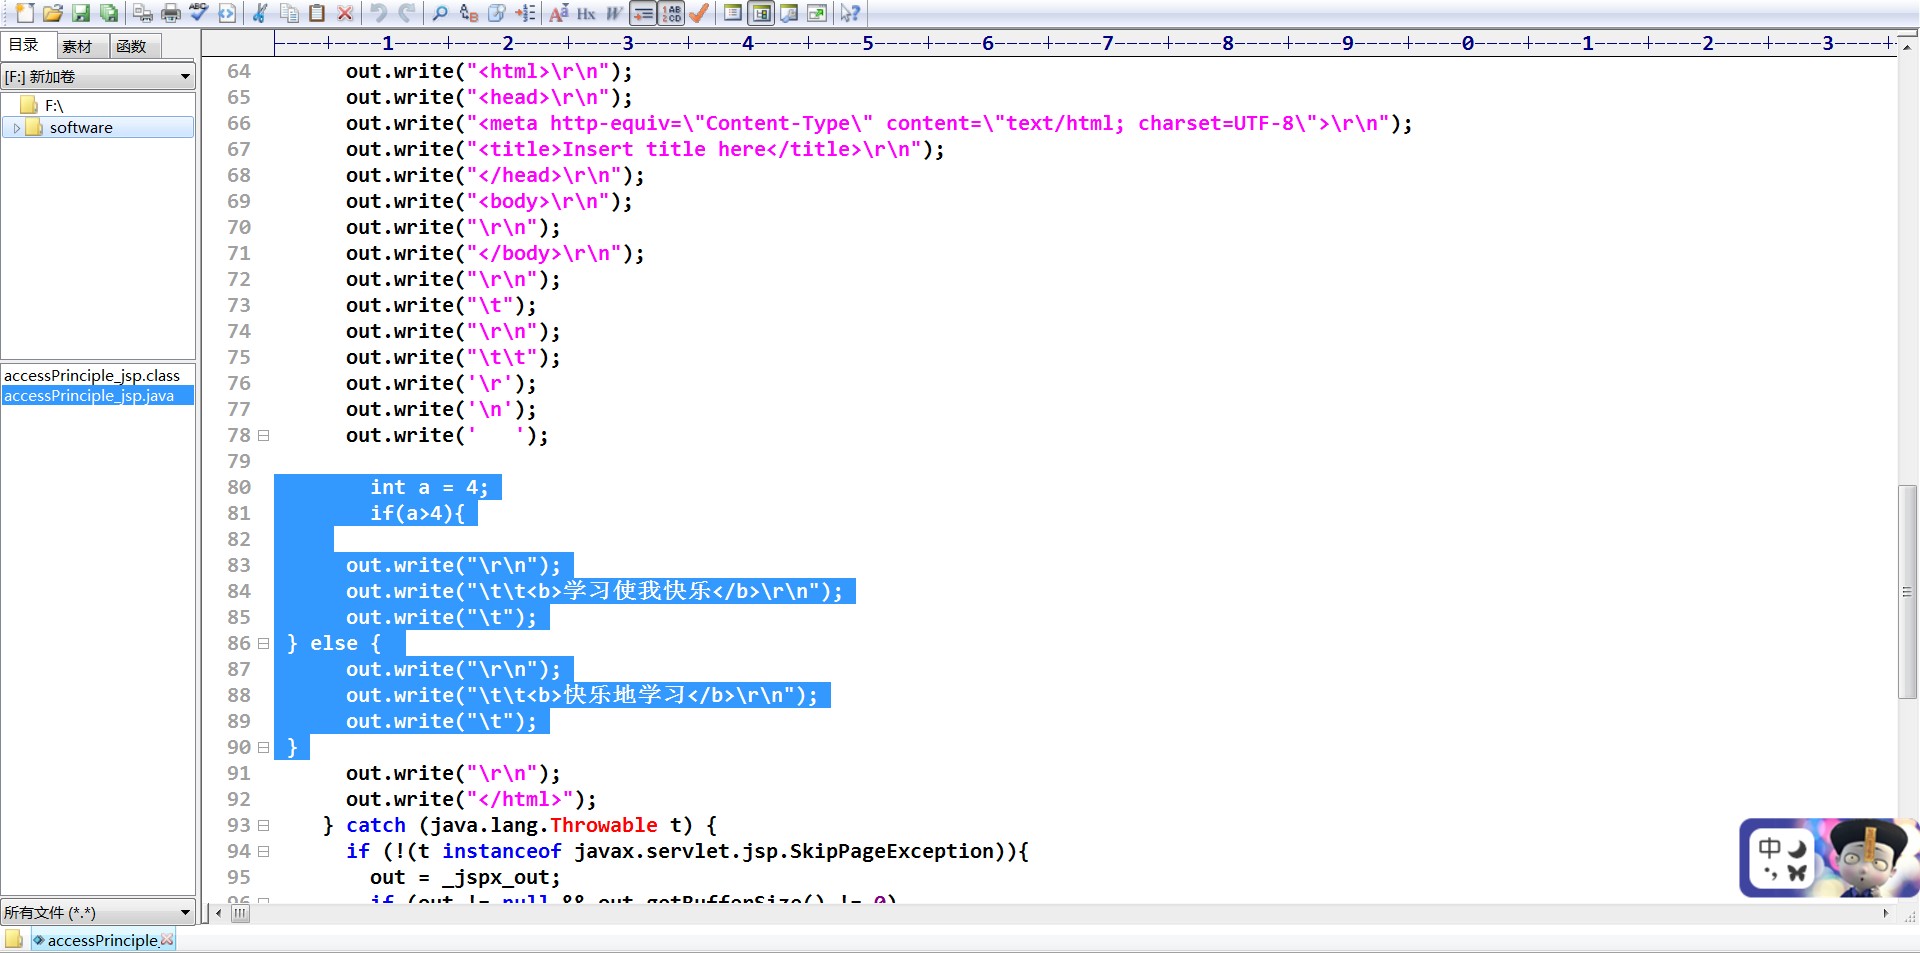 目录 素材 函数
[F:] 新加卷
F:\
software
accessPrinciple_jsp.class
accessPrinciple_jsp.java
所有文件 (*.*)
accessPrinciple_
----+----1----+----2----+----3----+----4----+----5----+----6----+----7----+----8----+----9----+----0----+----1----+----2----+----3----+
64 out.write("<html>\r\n");
65 out.write("<head>\r\n");
66 out.write("<meta http-equiv=\"Content-Type\" content=\"text/html; charset=UTF-8\">\r\n");
67 out.write("<title>Insert title here</title>\r\n");
68 out.write("</head>\r\n");
69 out.write("<body>\r\n");
70 out.write("\r\n");
71 out.write("</body>\r\n");
72 out.write("\r\n");
73 out.write("\t");
74 out.write("\r\n");
75 out.write("\t\t");
76 out.write('\r');
77 out.write('\n');
78 out.write('   ');
79
80 int a = 4;
81 if(a>4){
82
83 out.write("\r\n");
84 out.write("\t\t<b>学习使我快乐</b>\r\n");
85 out.write("\t");
86 } else {
87 out.write("\r\n");
88 out.write("\t\t<b>快乐地学习</b>\r\n");
89 out.write("\t");
90 }
91 out.write("\r\n");
92 out.write("</html>");
93 } catch (java.lang.Throwable t) {
94 if (!(t instanceof javax.servlet.jsp.SkipPageException)){
95 out = _jspx_out;
96 if (out != null && out.getBufferSize() != 0)
中